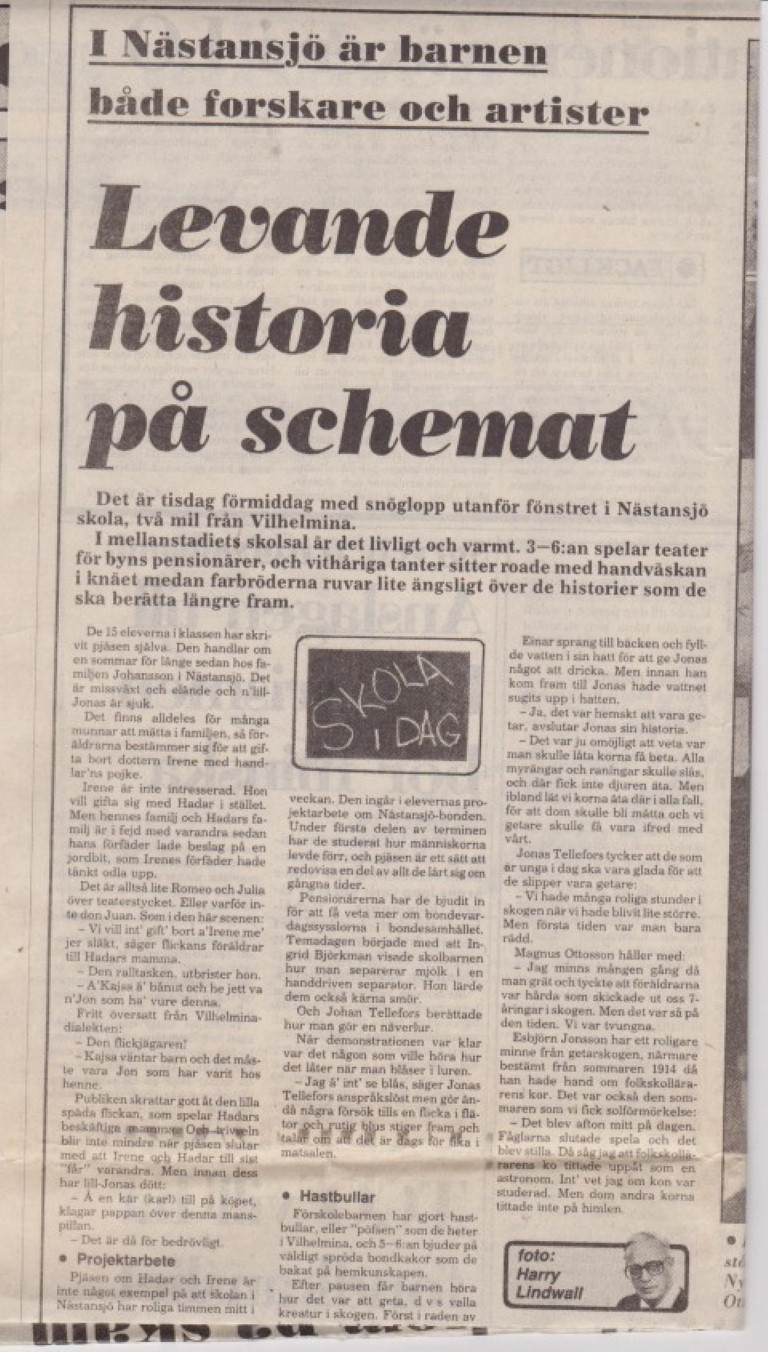 I Nästansjö är barnen
både forskare och artister
Levande
historia
på schemat
Det är tisdag förmiddag med snöglopp utanför fönstret i Nästansjö
skola, två mil från Vilhelmina.
I mellanstadiets skolsal är det livligt och varmt. 3–6:an spelar teater
för byns pensionärer, och vithåriga tanter sitter roade med handväskan
i knäet medan farbröderna ruvar lite ängsligt över de historier som de
ska berätta längre fram.
De 15 eleverna i klassen har skri-
vit pjäsen själva. Den handlar om
en sommar för länge sedan hos fa-
miljen Johansson i Nästansjö. Det
är missväxt och elände och n'lill-
Jonas är sjuk.
Det finns alldeles för många
munnar att mätta i familjen, så för-
äldrarna bestämmer sig för att gif-
ta bort dottern Irene med hand-
lar'ns pojke.
Irene är inte intresserad. Hon
vill gifta sig med Hadar i stället.
Men hennes familj och Hadars fa-
milj är i fejd med varandra sedan
hans förfäder lade beslag på en
jordbit, som Irenes förfäder hade
tänkt odla upp.
Det är alltså lite Romeo och Julia
över teaterstycket. Eller varför in-
te don Juan. Som i den här scenen:
– Vi vill int' gift' bort a'Irene me'
jer släkt, säger flickans föräldrar
till Hadars mamma.
– Den ralltasken, utbrister hon.
– A'Kajsa ä' bånut och he jett va
n'Jon som ha' vure denna.
Fritt översatt från Vilhelmina-
dialekten:
– Den flickjägaren!
– Kajsa väntar barn och det mås-
te vara Jon som har varit hos
henne.
Publiken skrattar gott åt den lilla
späda flickan, som spelar Hadars
beskäftiga mamma. Och trivseln
blir inte mindre när pjäsen slutar
med att Irene och Hadar till sist
"får" varandra. Men innan dess
har lill-Jonas dött:
– Å en kär (karl) till på köpet,
klagar pappan över denna mans-
pillan.
– Det är då för bedrövligt.
• Projektarbete
Pjäsen om Hadar och Irene är
inte något exempel på att skolan i
Nästansjö har roliga timmen mitt i
SKOLA
I DAG
veckan. Den ingår i elevernas pro-
jektarbete om Nästansjö-bonden.
Under första delen av terminen
har de studerat hur människorna
levde förr, och pjäsen är ett sätt att
redovisa en del av allt de lärt sig om
gångna tider.
Pensionärerna har de bjudit in
för att få veta mer om bondevar-
dagssysslorna i bondesamhället.
Temadagen började med att In-
grid Björkman visade skolbarnen
hur man separerar mjölk i en
handdriven separator. Hon lärde
dem också kärna smör.
Och Johan Tellefors berättade
hur man gör en näverlur.
När demonstrationen var klar
var det någon som ville höra hur
det låter när man blåser i luren.
– Jag ä' int' se blås, säger Jonas
Tellefors anspråkslöst men gör än-
då några försök tills en flicka i flä-
tor och rutig blus stiger fram och
talar om att det är dags för fika i
matsalen.
• Hastbullar
Förskolebarnen har gjort hast-
bullar, eller "pöfsen" som de heter
i Vilhelmina, och 5–6:an bjuder på
väldigt spröda bondkakor som de
bakat på hemkunskapen.
Efter pausen får barnen höra
hur det var att geta, d v s valla
kreatur i skogen. Först i raden av
Einar sprang till bäcken och fyll-
de vatten i sin hatt för att ge Jonas
något att dricka. Men innan han
kom fram till Jonas hade vattnet
sugits upp i hatten.
– Ja, det var hemskt att vara ge-
tar, avslutar Jonas sin historia.
– Det var ju omöjligt att veta var
man skulle låta korna få beta. Alla
myrängar och raningar skulle slås,
och där fick inte djuren äta. Men
ibland lät vi korna äta där i alla fall,
för att dom skulle bli mätta och vi
getare skulle få vara ifred med
vårt.
Jonas Tellefors tycker att de som
är unga i dag ska vara glada för att
de slipper vara getare:
– Vi hade många roliga stunder i
skogen när vi hade blivit lite större.
Men första tiden var man bara
rädd.
Magnus Ottosson håller med:
– Jag minns mången gång då
man grät och tyckte att föräldrarna
var hårda som skickade ut oss 7-
åringar i skogen. Men det var så på
den tiden. Vi var tvungna.
Esbjörn Jonsson har ett roligare
minne från getarskogen, närmare
bestämt från sommaren 1914 då
han hade hand om folkskollära-
rens kor. Det var också den som-
maren som vi fick solförmörkelse:
– Det blev afton mitt på dagen.
Fåglarna slutade spela och det
blev stilla. Då såg jag att folkskollä-
rarens ko tittade uppåt som en
astronom. Int' vet jag om kon var
studerad. Men dom andra korna
tittade inte på himlen.
foto:
Harry
Lindwall